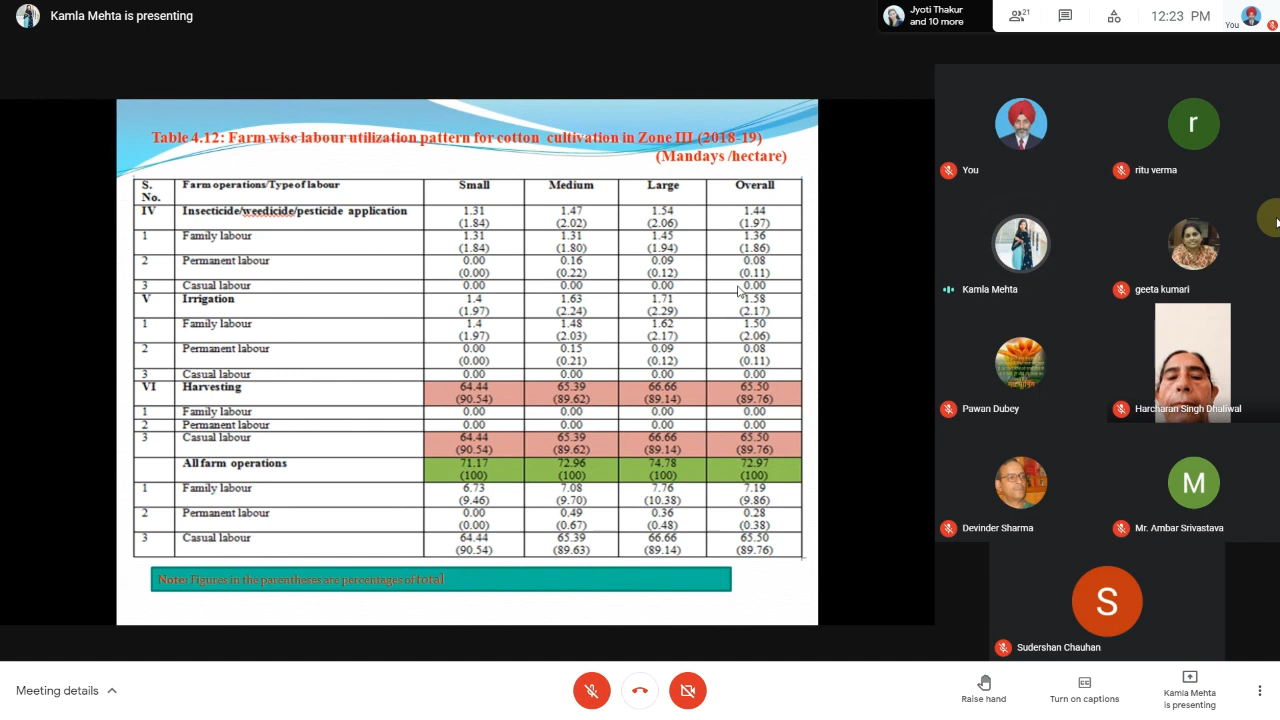 Kamla Mehta is presenting
Jyoti Thakur
and 10 more
21
12:23 PM
You
Table 4.12: Farm wise labour utilization pattern for cotton cultivation in Zone III (2018-19)
(Mandays /hectare)
S. No. Farm operations/Type of labour Small Medium Large Overall
IV Insecticide/weedicide/pesticide application 1.31 1.47 1.54 1.44
(1.84) (2.02) (2.06) (1.97)
1 Family labour 1.31 1.31 1.45 1.36
(1.84) (1.80) (1.94) (1.86)
2 Permanent labour 0.00 0.16 0.09 0.08
(0.00) (0.22) (0.12) (0.11)
3 Casual labour 0.00 0.00 0.00 0.00
V Irrigation 1.4 1.63 1.71 1.58
(1.97) (2.24) (2.29) (2.17)
1 Family labour 1.4 1.48 1.62 1.50
(1.97) (2.03) (2.17) (2.06)
2 Permanent labour 0.00 0.15 0.09 0.08
(0.00) (0.21) (0.12) (0.11)
3 Casual labour 0.00 0.00 0.00 0.00
VI Harvesting 64.44 65.39 66.66 65.50
(90.54) (89.62) (89.14) (89.76)
1 Family labour 0.00 0.00 0.00 0.00
2 Permanent labour 0.00 0.00 0.00 0.00
3 Casual labour 64.44 65.39 66.66 65.50
(90.54) (89.62) (89.14) (89.76)
All farm operations 71.17 72.96 74.78 72.97
(100) (100) (100) (100)
1 Family labour 6.73 7.08 7.76 7.19
(9.46) (9.70) (10.38) (9.86)
2 Permanent labour 0.00 0.49 0.36 0.28
(0.00) (0.67) (0.48) (0.38)
3 Casual labour 64.44 65.39 66.66 65.50
(90.54) (89.63) (89.14) (89.76)
Note: Figures in the parentheses are percentages of total
r
You
ritu verma
Kamla Mehta
geeta kumari
Pawan Dubey
Harcharan Singh Dhaliwal
M
Devinder Sharma
Mr. Ambar Srivastava
S
Sudershan Chauhan
Meeting details
Raise hand
Turn on captions
Kamla Mehta
is presenting